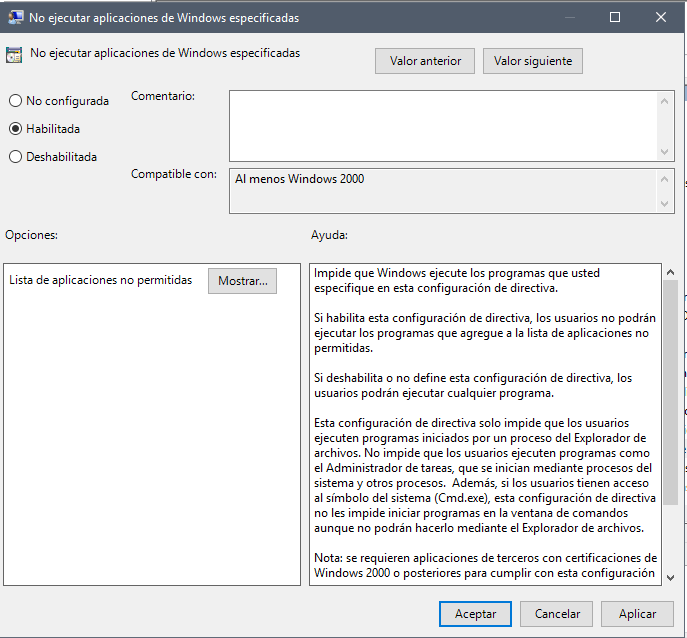 No ejecutar aplicaciones de Windows especificadas
No ejecutar aplicaciones de Windows especificadas
Valor anterior
Valor siguiente
No configurada
Habilitada
Deshabilitada
Comentario:
Compatible con:
Al menos Windows 2000
Opciones:
Ayuda:
Lista de aplicaciones no permitidas
Mostrar...
Impide que Windows ejecute los programas que usted
especifique en esta configuración de directiva.
Si habilita esta configuración de directiva, los usuarios no podrán
ejecutar los programas que agregue a la lista de aplicaciones no
permitidas.
Si deshabilita o no define esta configuración de directiva, los
usuarios podrán ejecutar cualquier programa.
Esta configuración de directiva solo impide que los usuarios
ejecuten programas iniciados por un proceso del Explorador de
archivos. No impide que los usuarios ejecuten programas como
el Administrador de tareas, que se inician mediante procesos del
sistema y otros procesos.  Además, si los usuarios tienen acceso
al símbolo del sistema (Cmd.exe), esta configuración de directiva
no les impide iniciar programas en la ventana de comandos
aunque no podrán hacerlo mediante el Explorador de archivos.
Nota: se requieren aplicaciones de terceros con certificaciones de
Windows 2000 o posteriores para cumplir con esta configuración
Aceptar
Cancelar
Aplicar